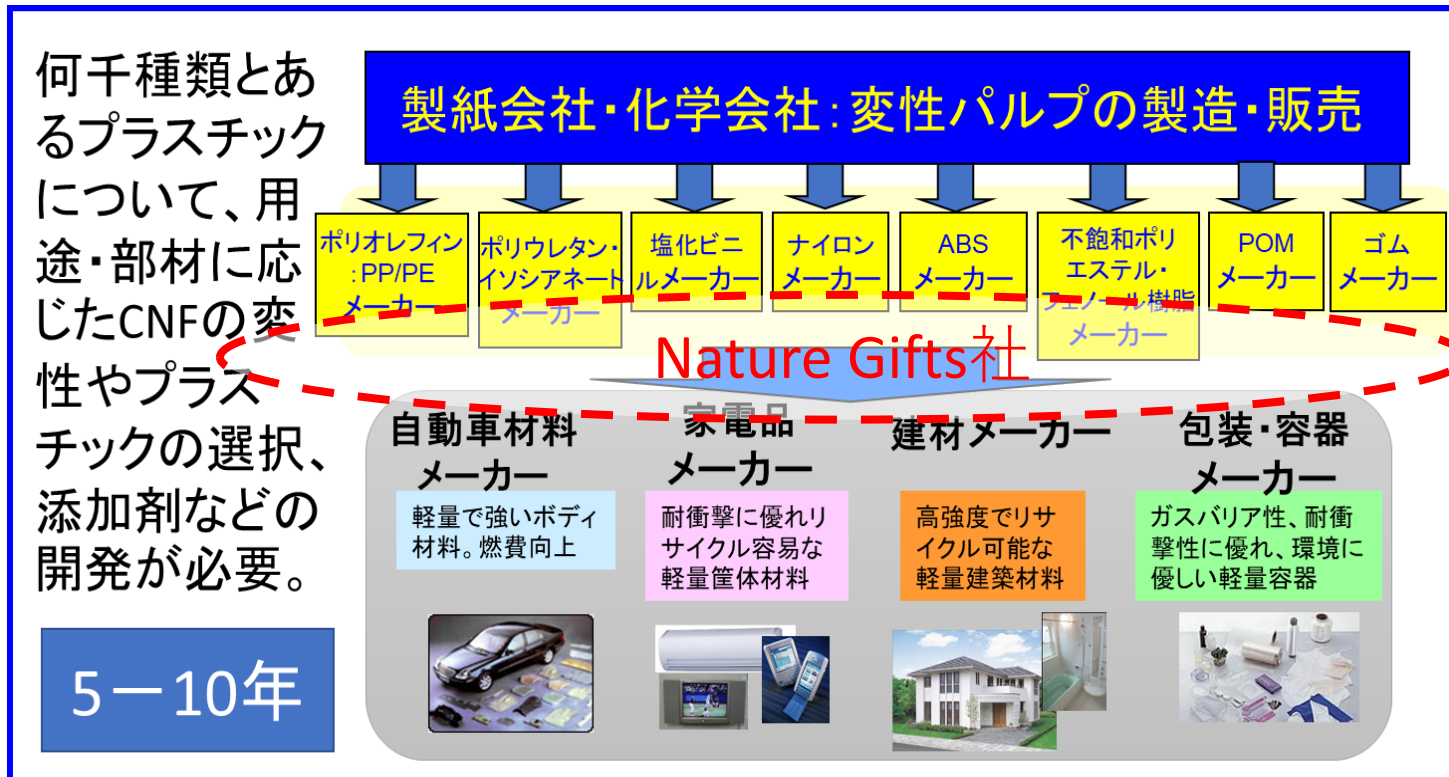 何千種類とあ
るプラスチック
について、用
途・部材に応
じたCNFの変
性やプラス
チックの選択、
添加剤などの
開発が必要。
5－10年
製紙会社・化学会社：変性パルプの製造・販売
ポリオレフィン
：PP/PE
メーカー
ポリウレタン・
イソシアネート
メーカー
塩化ビニ
ルメーカー
ナイロン
メーカー
ABS
メーカー
不飽和ポリ
エステル・
フェノール樹脂
メーカー
POM
メーカー
ゴム
メーカー
Nature Gifts社
自動車材料
メーカー
軽量で強いボディ
材料。燃費向上
家電品
メーカー
耐衝撃に優れリ
サイクル容易な
軽量筐体材料
建材メーカー
高強度でリサ
イクル可能な
軽量建築材料
包装・容器
メーカー
ガスバリア性、耐衝
撃性に優れ、環境に
優しい軽量容器